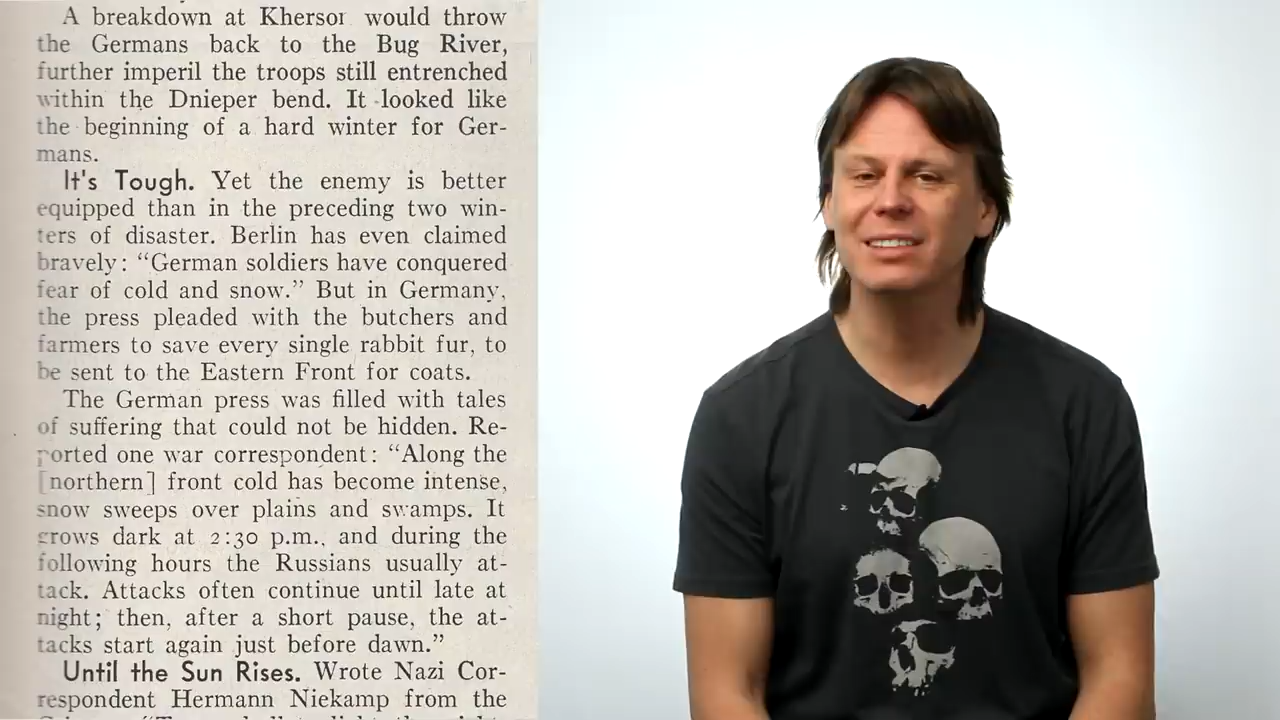 A breakdown at Kherson would throw
the Germans back to the Bug River,
further imperil the troops still entrenched
within the Dnieper bend. It looked like
the beginning of a hard winter for Ger-
mans.
It's Tough. Yet the enemy is better
equipped than in the preceding two win-
ters of disaster. Berlin has even claimed
bravely: “German soldiers have conquered
fear of cold and snow.” But in Germany,
the press pleaded with the butchers and
farmers to save every single rabbit fur, to
be sent to the Eastern Front for coats.
The German press was filled with tales
of suffering that could not be hidden. Re-
ported one war correspondent: “Along the
[northern] front cold has become intense,
snow sweeps over plains and swamps. It
grows dark at 2:30 p.m., and during the
following hours the Russians usually at-
tack. Attacks often continue until late at
night; then, after a short pause, the at-
tacks start again just before dawn.”
Until the Sun Rises. Wrote Nazi Cor-
respondent Hermann Niekamp from the